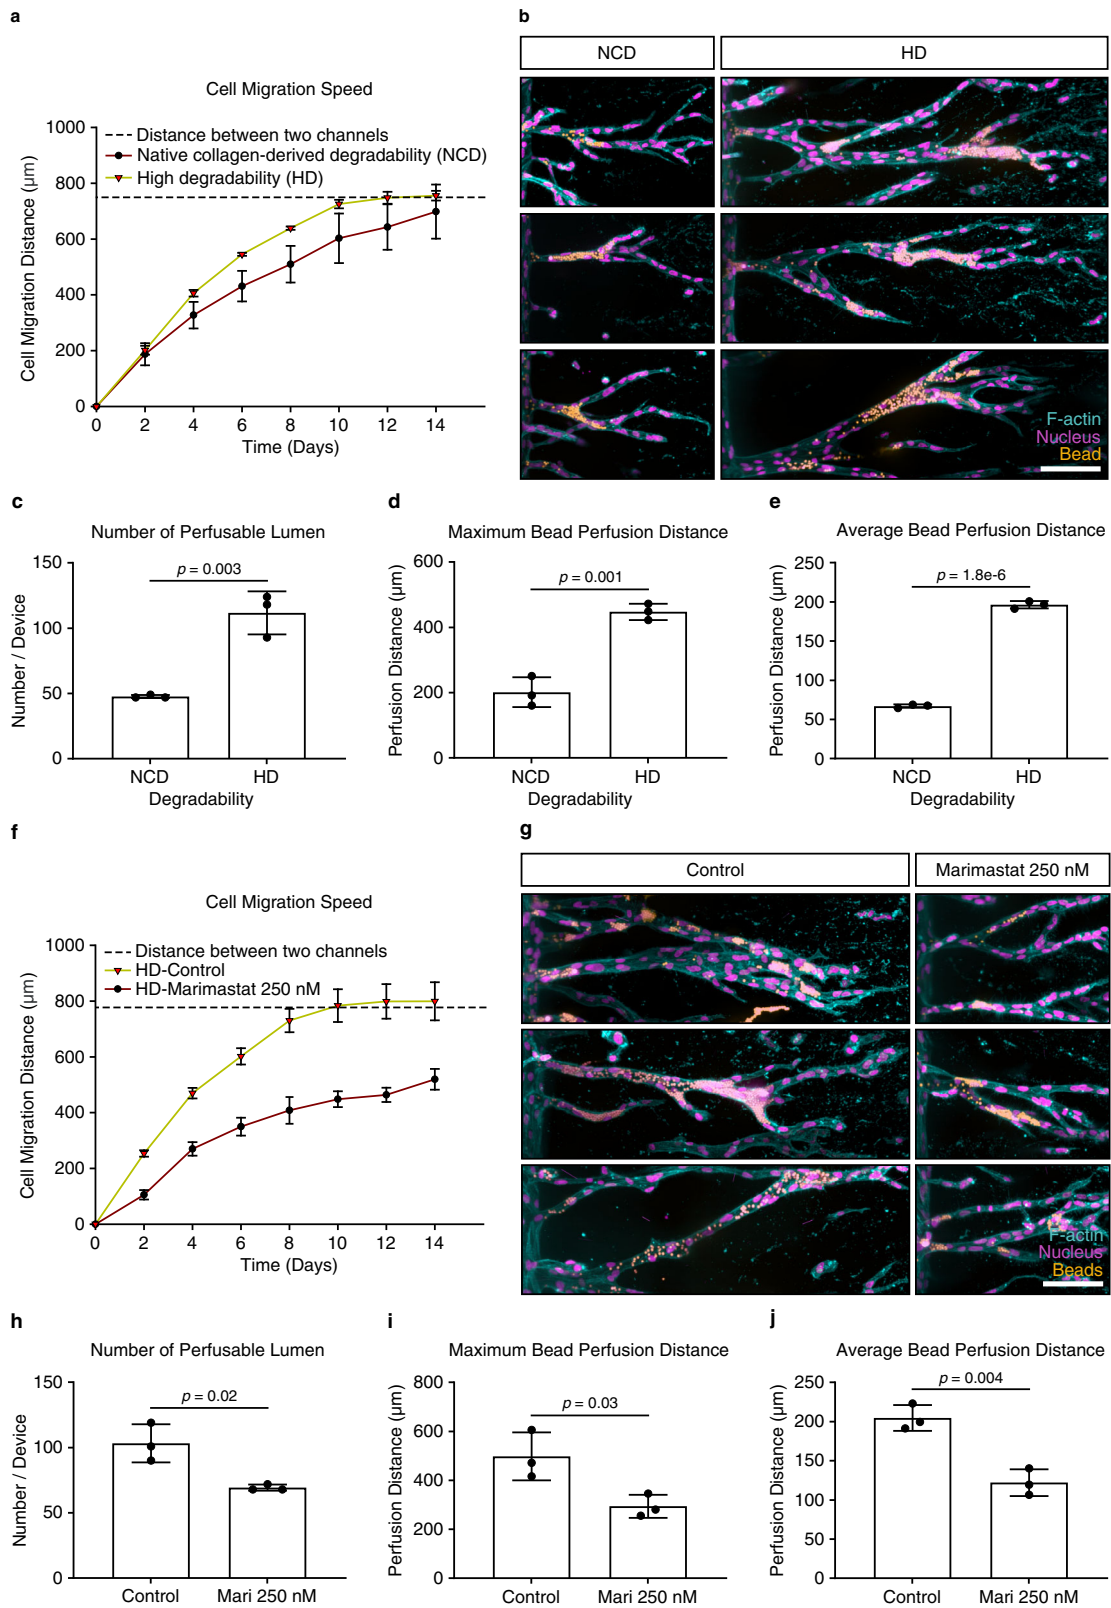 a
Cell Migration Speed
Cell Migration Distance (µm)
1000
800
600
400
200
0
Distance between two channels
Native collagen-derived degradability (NCD)
High degradability (HD)
0 2 4 6 8 10 12 14
Time (Days)
b
NCD HD
F-actin
Nucleus
Bead
c
Number of Perfusable Lumen
Number / Device
150
100
50
0
p = 0.003
NCD HD
Degradability
d
Maximum Bead Perfusion Distance
Perfusion Distance (µm)
600
400
200
0
p = 0.001
NCD HD
Degradability
e
Average Bead Perfusion Distance
Perfusion Distance (µm)
250
200
150
100
50
0
p = 1.8e-6
NCD HD
Degradability
f
Cell Migration Speed
Cell Migration Distance (µm)
1000
800
600
400
200
0
Distance between two channels
HD-Control
HD-Marimastat 250 nM
0 2 4 6 8 10 12 14
Time (Days)
g
Control Marimastat 250 nM
F-actin
Nucleus
Beads
h
Number of Perfusable Lumen
Number / Device
150
100
50
0
p = 0.02
Control Mari 250 nM
i
Maximum Bead Perfusion Distance
Perfusion Distance (µm)
800
600
400
200
0
p = 0.03
Control Mari 250 nM
j
Average Bead Perfusion Distance
Perfusion Distance (µm)
250
200
150
100
50
0
p = 0.004
Control Mari 250 nM